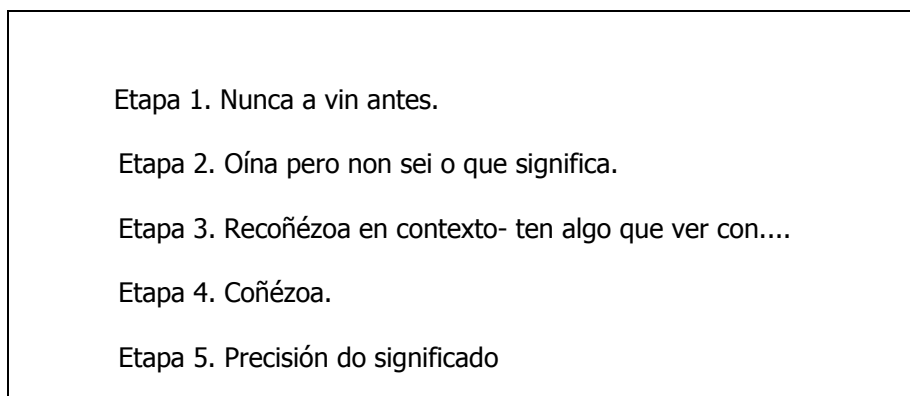 Etapa 1. Nunca a vin antes.
Etapa 2. Oína pero non sei o que significa.
Etapa 3. Recoñézoa en contexto- ten algo que ver con....
Etapa 4. Coñézoa.
Etapa 5. Precisión do significado